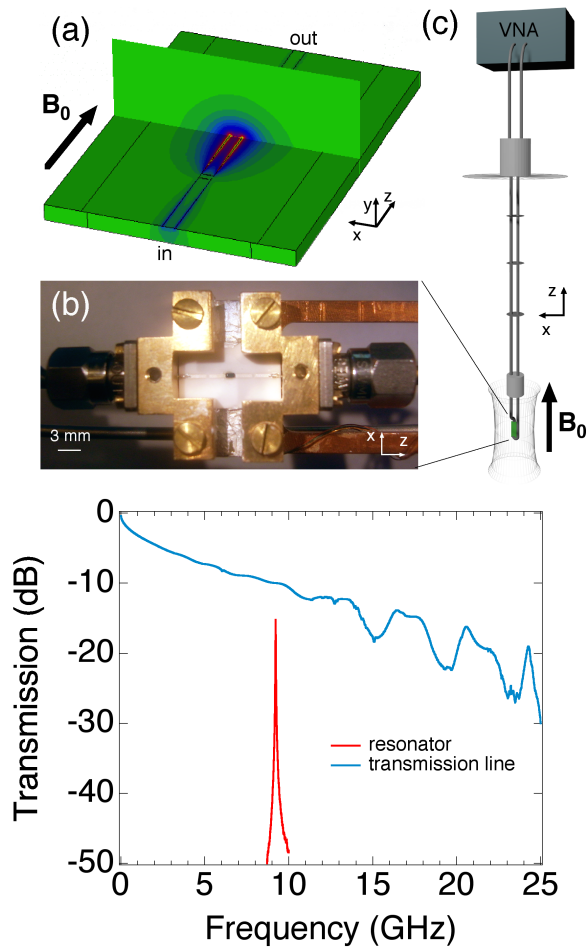 (a)
out
(c)
VNA
B0
y
z
x
in
(b)
z
x
3 mm
x
z
B0
0
-10
-20
-30
-40
-50
Transmission (dB)
resonator
transmission line
0
5
10
15
20
25
Frequency (GHz)